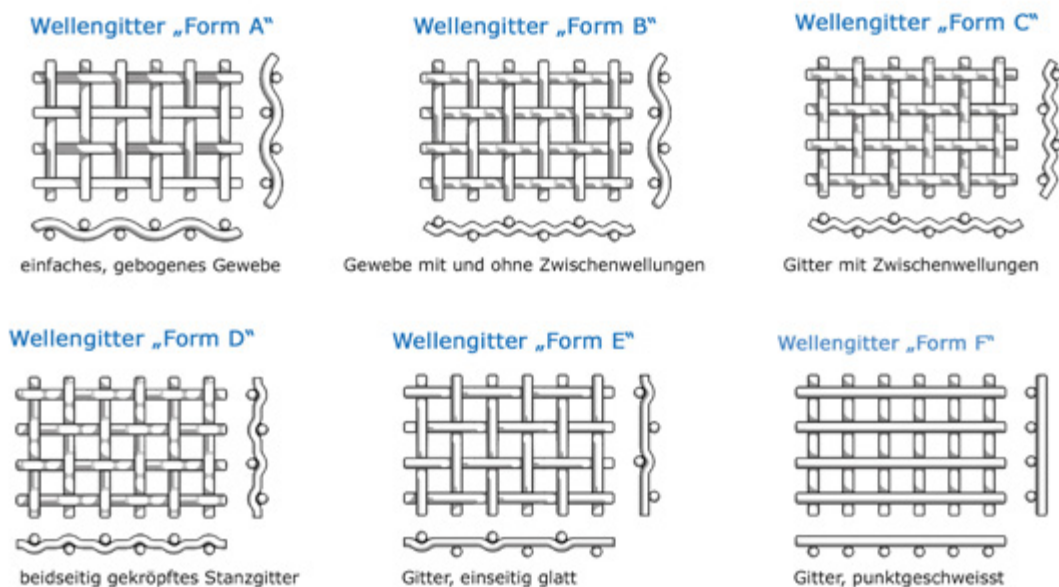 Wellengitter „Form A“
Wellengitter „Form B“
Wellengitter „Form C“
einfaches, gebogenes Gewebe
Gewebe mit und ohne Zwischenwellungen
Gitter mit Zwischenwellungen
Wellengitter „Form D“
Wellengitter „Form E“
Wellengitter „Form F“
beidseitig gekröpftes Stanzgitter
Gitter, einseitig glatt
Gitter, punktgeschweisst